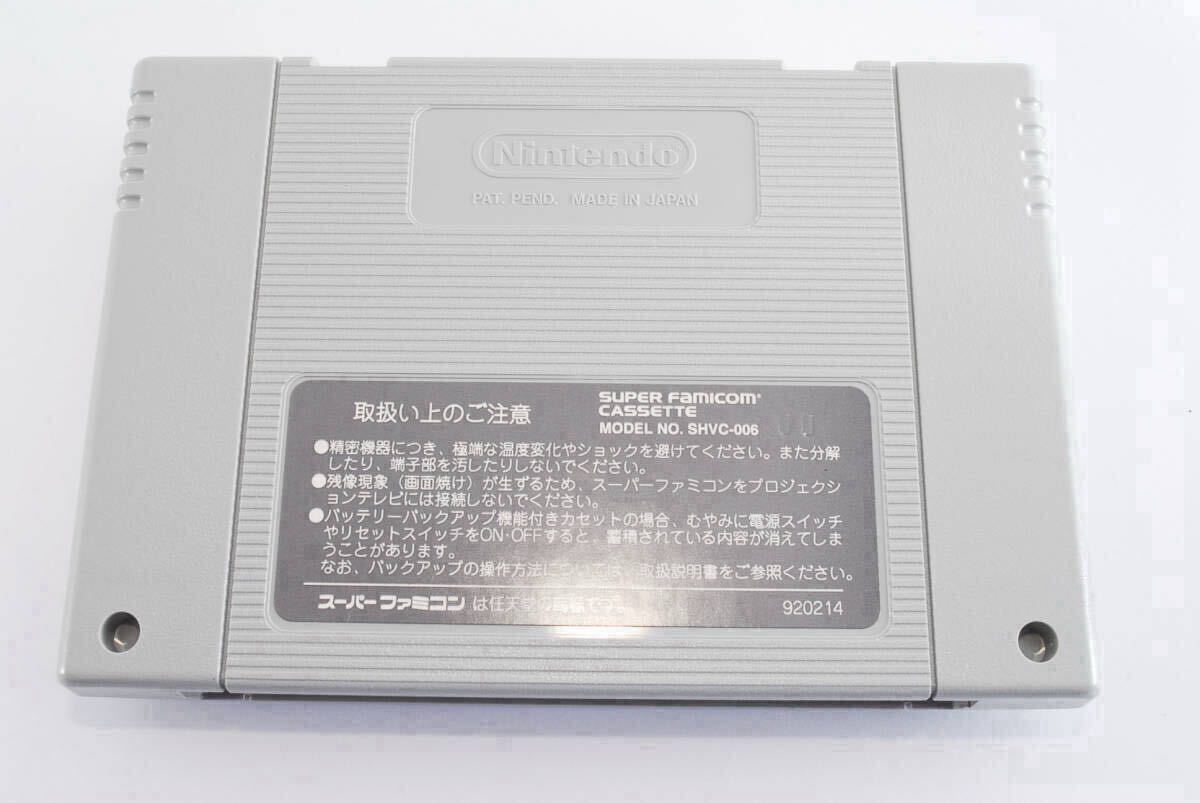 Nintendo
PAT. PEND. MADE IN JAPAN
取扱い上のご注意
SUPER FAMICOM
CASSETTE
MODEL NO. SHVC-006
●精密機器につき、極端な温度変化やショックを避けてください。また分解
したり、端子部を汚したりしないでください。
●残像現象（画面焼け）が生ずるため、スーパーファミコンをプロジェクシ
ョンテレビには接続しないでください。
●バッテリーバックアップ機能付きカセットの場合、むやみに電源スイッチ
やリセットスイッチをON・OFFすると、蓄積されている内容が消えてしま
うことがあります。
なお、バックアップの操作方法については、取扱説明書をご参照ください。
スーパーファミコン は任天堂の商標です。
920214